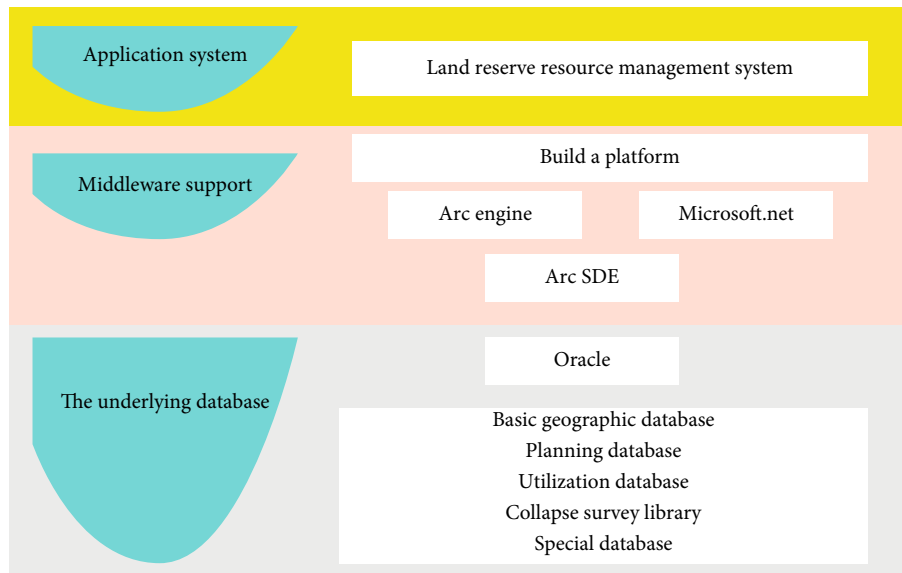 Application system
Land reserve resource management system
Middleware support
Build a platform
Arc engine
Microsoft.net
Arc SDE
The underlying database
Oracle
Basic geographic database
Planning database
Utilization database
Collapse survey library
Special database